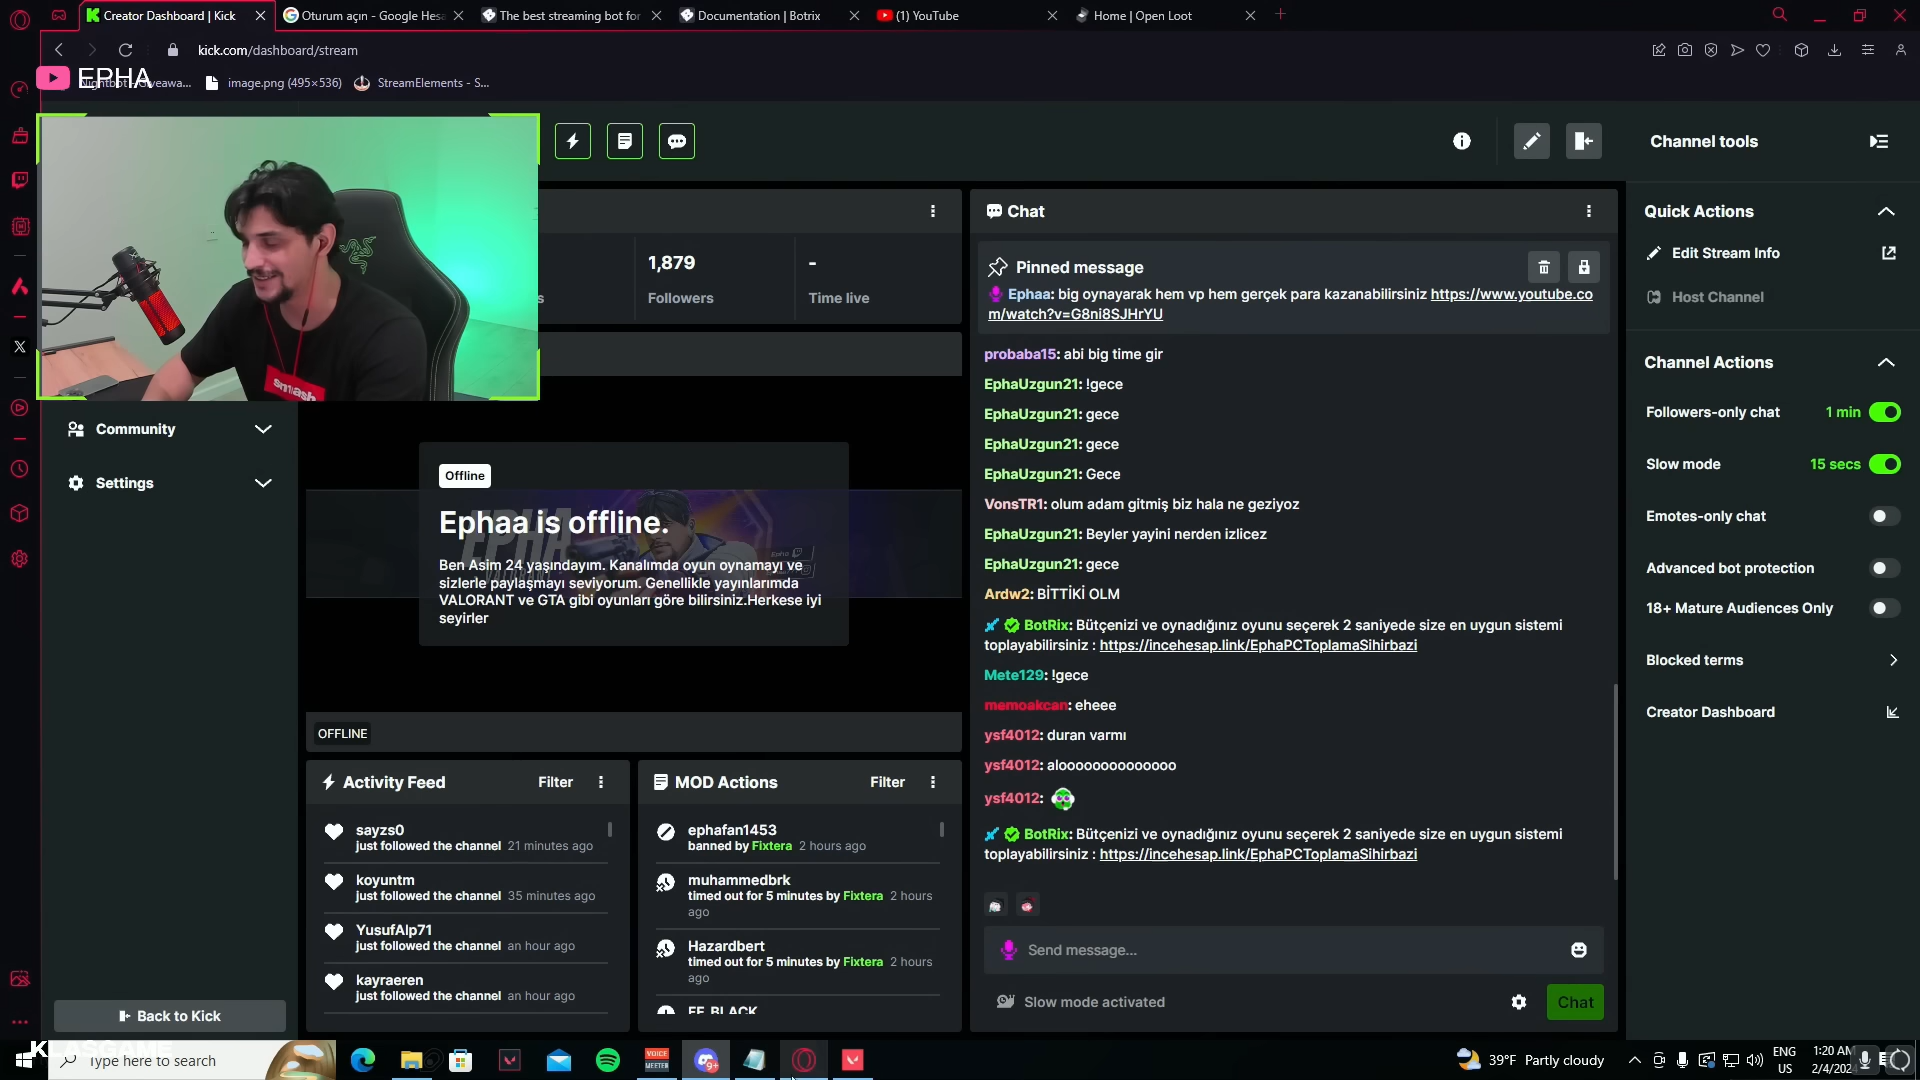 Creator Dashboard | Kick
Oturum açın - Google Hesa
The best streaming bot for
Documentation | Botrix
(1) YouTube
Home | Open Loot
kick.com/dashboard/stream
EPHA
image.png (495×536)
StreamElements - S...
Channel tools
Chat
1,879
Followers
-
Time live
Pinned message
Ephaa: big oynayarak hem vp hem gerçek para kazanabilirsiniz https://www.youtube.co
m/watch?v=G8ni8SJHrYU
probaba15: abi big time gir
EphaUzgun21: !gece
EphaUzgun21: gece
EphaUzgun21: gece
EphaUzgun21: Gece
VonsTR1: olum adam gitmiş biz hala ne geziyoz
EphaUzgun21: Beyler yayini nerden izlicez
EphaUzgun21: gece
Ardw2: BİTTİKİ OLM
BotRix: Bütçenizi ve oynadığınız oyunu seçerek 2 saniyede size en uygun sistemi
toplayabilirsiniz : https://incehesap.link/EphaPCToplamaSihirbazi
Mete129: !gece
memoakcan: eheee
ysf4012: duran varmı
ysf4012: alooooooooooooo
ysf4012:
BotRix: Bütçenizi ve oynadığınız oyunu seçerek 2 saniyede size en uygun sistemi
toplayabilirsiniz : https://incehesap.link/EphaPCToplamaSihirbazi
Send message...
Slow mode activated
Chat
Quick Actions
Edit Stream Info
Host Channel
Channel Actions
Followers-only chat 1 min
Slow mode 15 secs
Emotes-only chat
Advanced bot protection
18+ Mature Audiences Only
Blocked terms
Creator Dashboard
Community
Settings
Offline
Ephaa is offline.
Ben Asim 24 yaşındayım. Kanalımda oyun oynamayı ve
sizlerle paylaşmayı seviyorum. Genellikle yayınlarımda
VALORANT ve GTA gibi oyunları göre bilirsiniz.Herkese iyi
seyirler
OFFLINE
Activity Feed
Filter
sayzs0
just followed the channel 21 minutes ago
koyuntm
just followed the channel 35 minutes ago
YusufAlp71
just followed the channel an hour ago
kayraeren
just followed the channel an hour ago
MOD Actions
Filter
ephafan1453
banned by Fixtera 2 hours ago
muhammedbrk
timed out for 5 minutes by Fixtera 2 hours
ago
Hazardbert
timed out for 5 minutes by Fixtera 2 hours
ago
Back to Kick
KLASGAME
Type here to search
VOICE
MEETER
9+
39°F Partly cloudy
ENG
US
1:20 AM